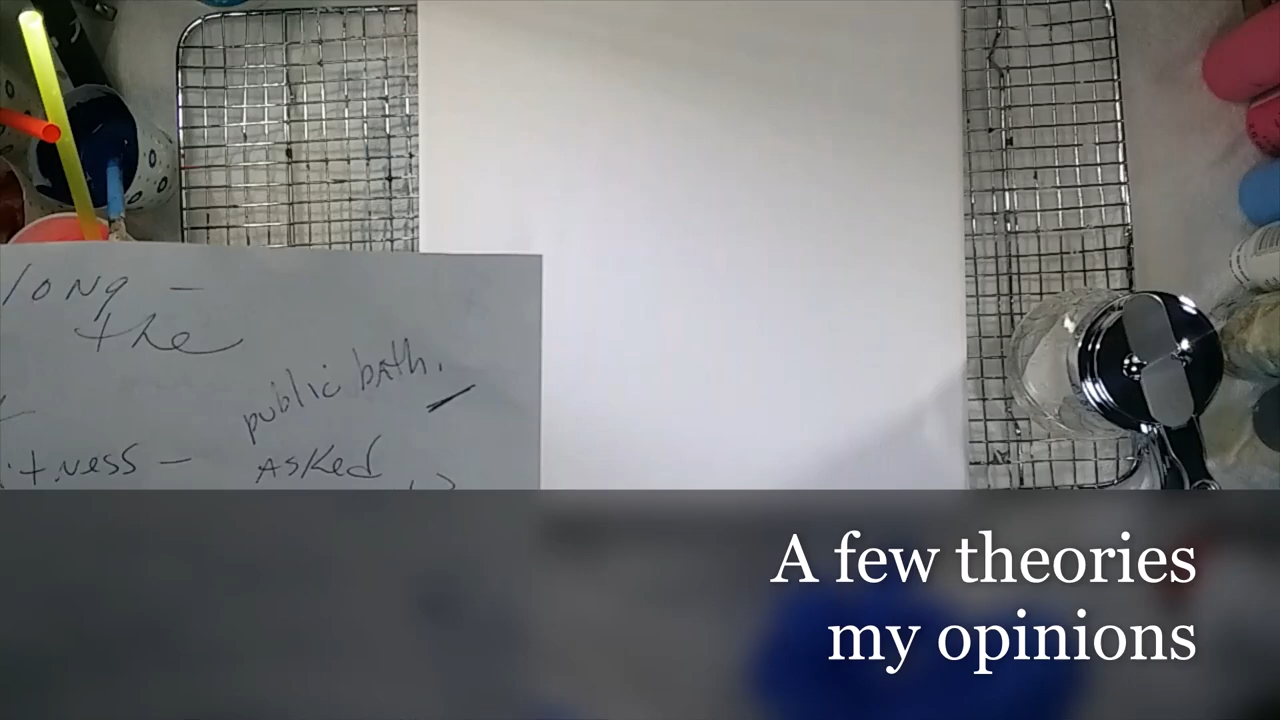 long -
the
public bath.
Asked
A few theories
my opinions